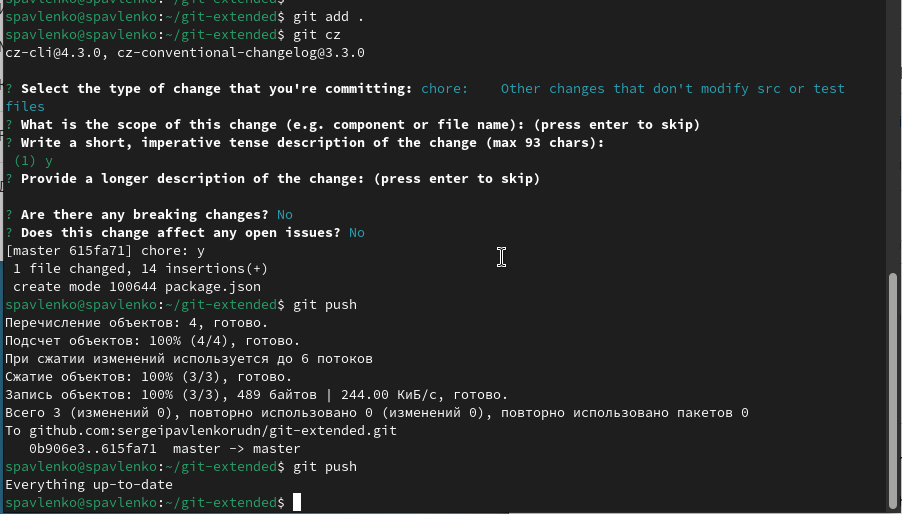 spavlenko@spavlenko:~/git-extended$ git add .
spavlenko@spavlenko:~/git-extended$ git cz
cz-cli@4.3.0, cz-conventional-changelog@3.3.0
? Select the type of change that you're committing: chore:    Other changes that don't modify src or test
files
? What is the scope of this change (e.g. component or file name): (press enter to skip)
? Write a short, imperative tense description of the change (max 93 chars):
 (1) y
? Provide a longer description of the change: (press enter to skip)
? Are there any breaking changes? No
? Does this change affect any open issues? No
[master 615fa71] chore: y
 1 file changed, 14 insertions(+)
 create mode 100644 package.json
spavlenko@spavlenko:~/git-extended$ git push
Перечисление объектов: 4, готово.
Подсчет объектов: 100% (4/4), готово.
При сжатии изменений используется до 6 потоков
Сжатие объектов: 100% (3/3), готово.
Запись объектов: 100% (3/3), 489 байтов | 244.00 КиБ/с, готово.
Всего 3 (изменений 0), повторно использовано 0 (изменений 0), повторно использовано пакетов 0
To github.com:sergeipavlenkorudn/git-extended.git
   0b906e3..615fa71  master -> master
spavlenko@spavlenko:~/git-extended$ git push
Everything up-to-date
spavlenko@spavlenko:~/git-extended$